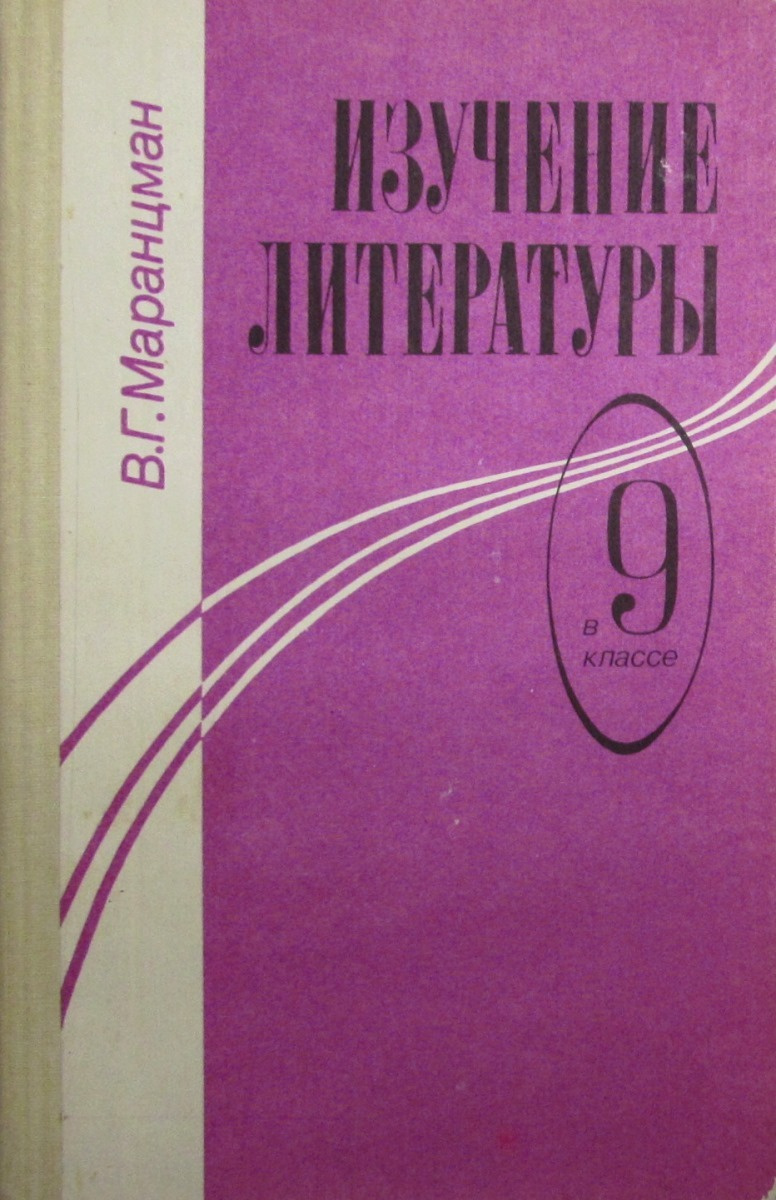 В.Г. Маранцман
ИЗУЧЕНИЕ
ЛИТЕРАТУРЫ
в 9
классе